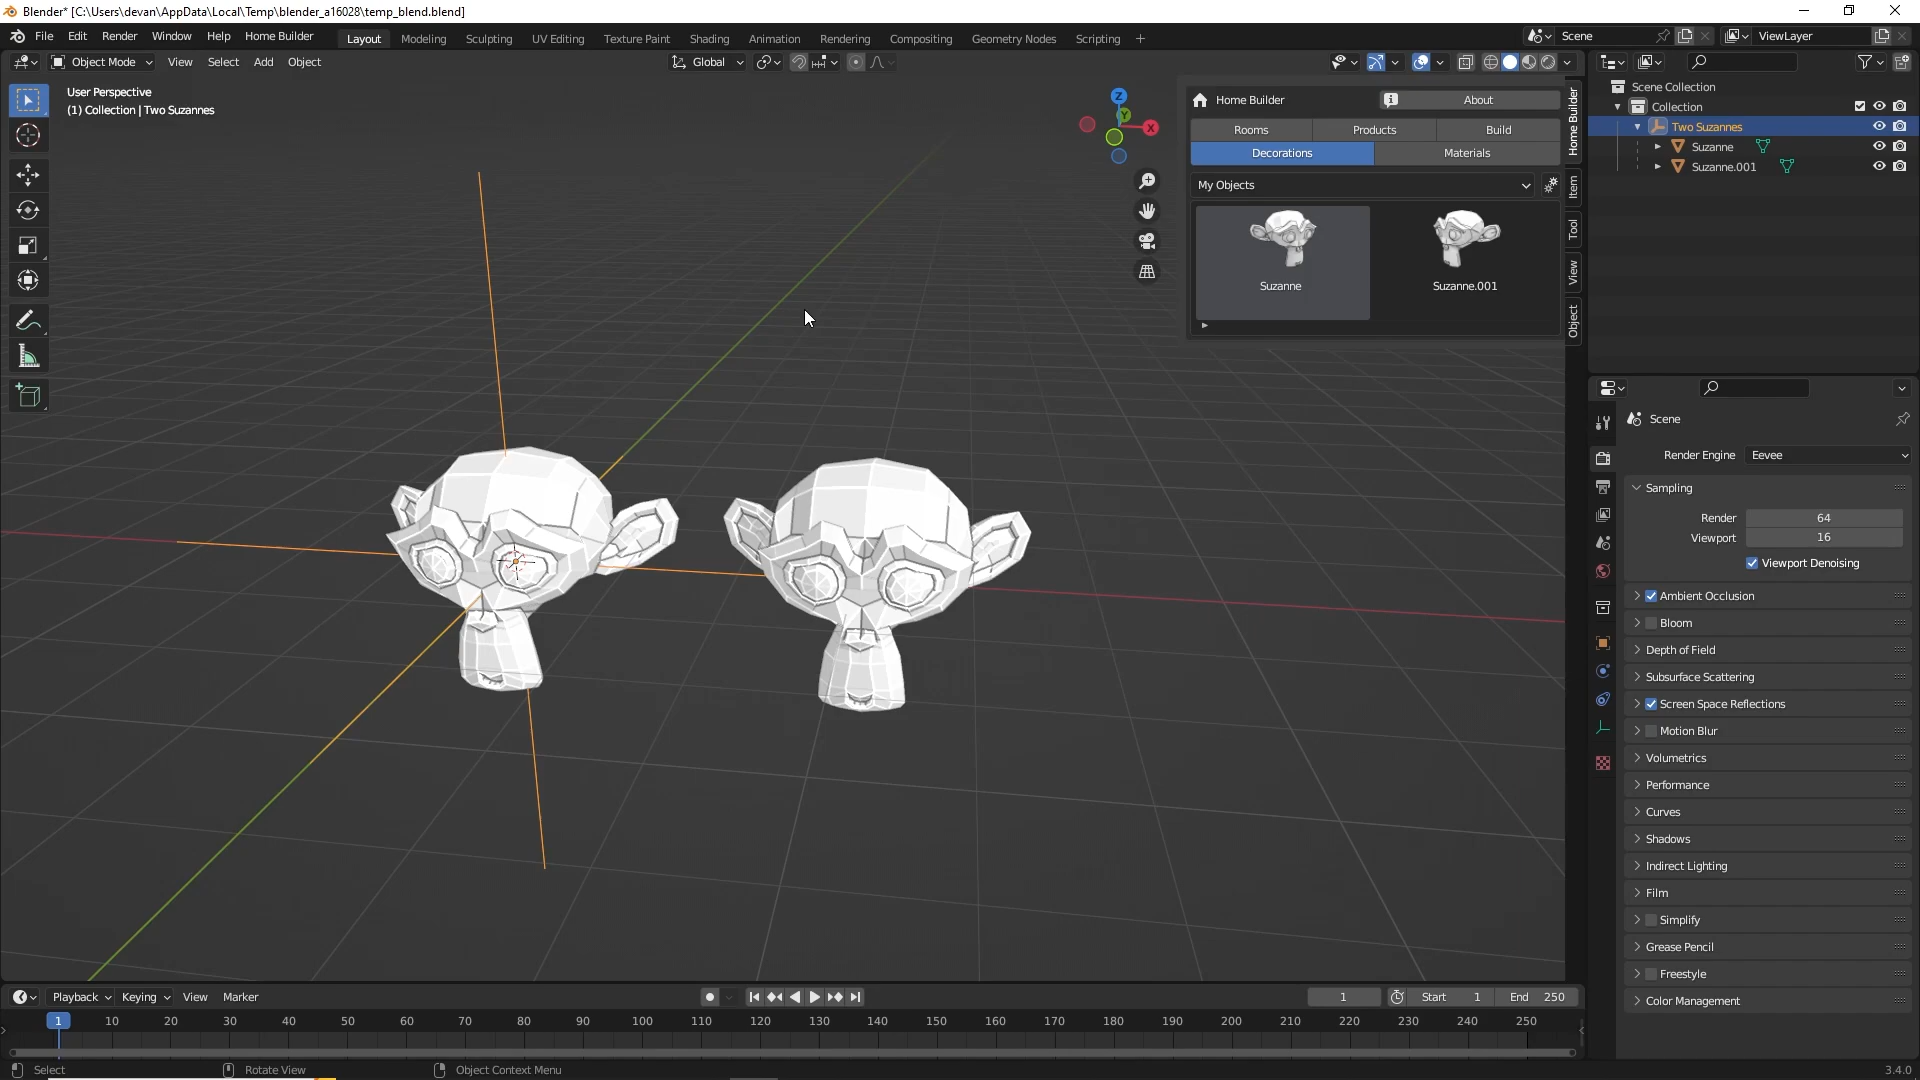 Blender* [C:\Users\devan\AppData\Local\Temp\blender_a16028\temp_blend.blend]
File Edit Render Window Help Home Builder Layout Modeling Sculpting UV Editing Texture Paint Shading Animation Rendering Compositing Geometry Nodes Scripting + Scene ViewLayer
Object Mode View Select Add Object Global
User Perspective
(1) Collection | Two Suzannes
Z
Y
X
Home Builder About
Rooms Products Build
Decorations Materials
My Objects
Suzanne Suzanne.001
Home Builder
Item
Tool
View
Object
Scene Collection
Collection
Two Suzannes
Suzanne
Suzanne.001
Scene
Render Engine Eevee
Sampling
Render 64
Viewport 16
Viewport Denoising
Ambient Occlusion
Bloom
Depth of Field
Subsurface Scattering
Screen Space Reflections
Motion Blur
Volumetrics
Performance
Curves
Shadows
Indirect Lighting
Film
Simplify
Grease Pencil
Freestyle
Color Management
Playback Keying View Marker 1 Start 1 End 250
1 10 20 30 40 50 60 70 80 90 100 110 120 130 140 150 160 170 180 190 200 210 220 230 240 250
Select Rotate View Object Context Menu 3.4.0